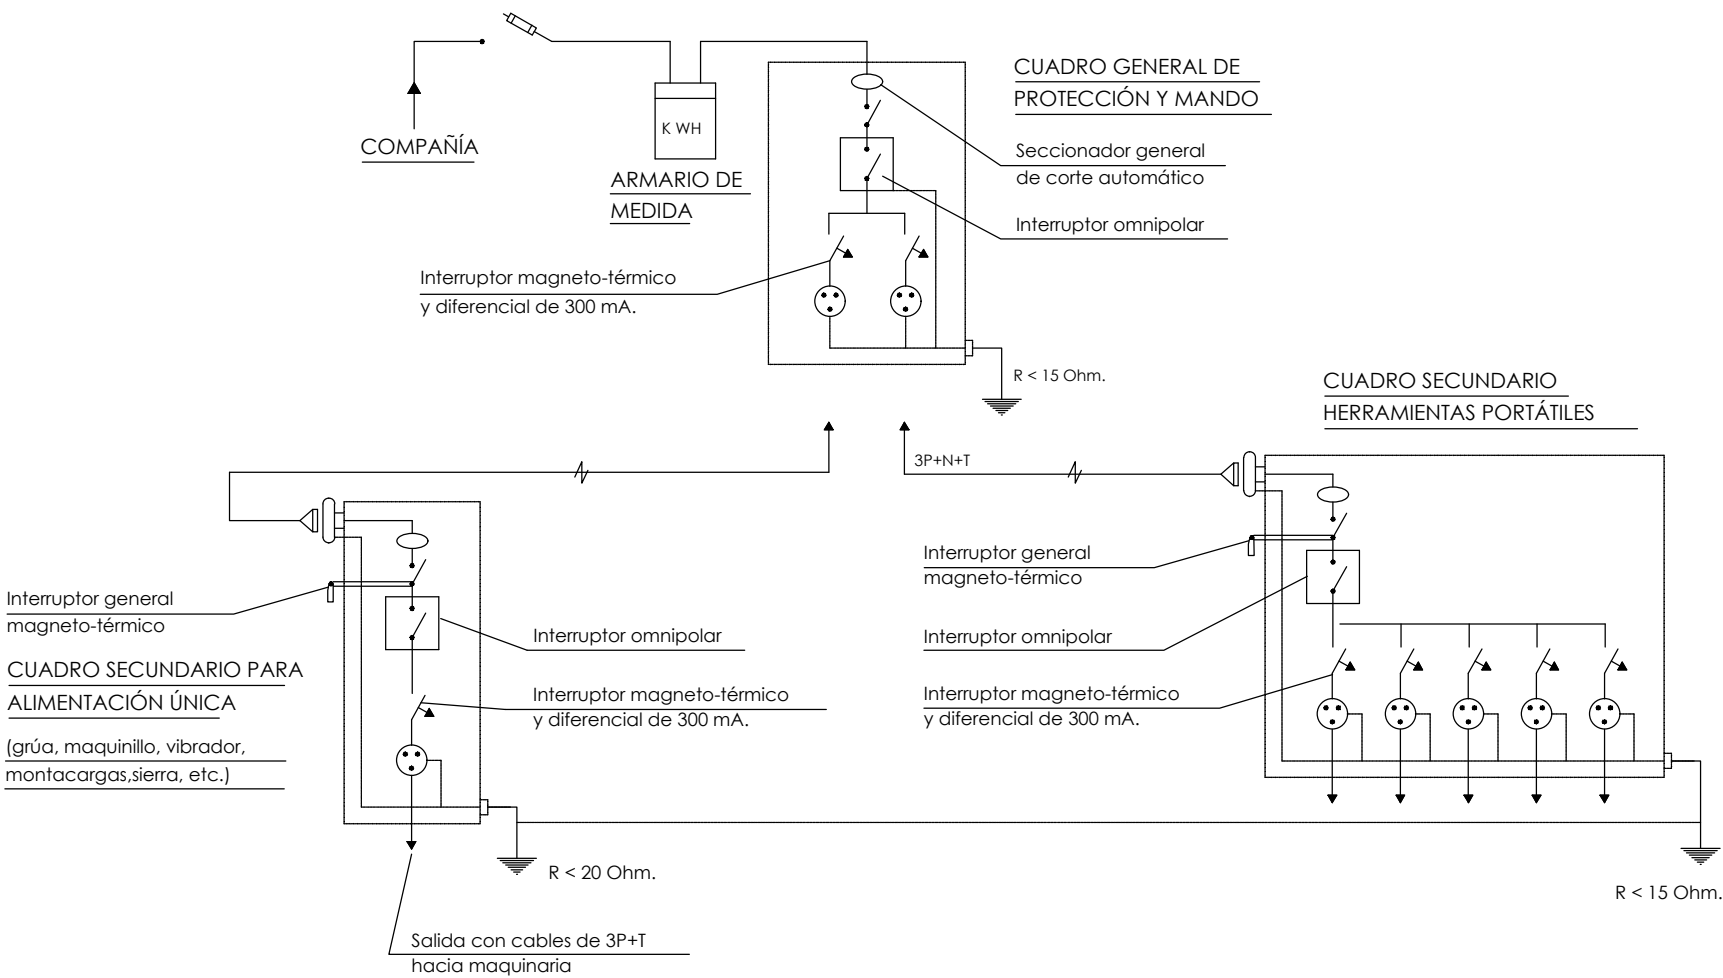 COMPAÑÍA
K WH
ARMARIO DE
MEDIDA
CUADRO GENERAL DE
PROTECCIÓN Y MANDO
Seccionador general
de corte automático
Interruptor omnipolar
Interruptor magneto-térmico
y diferencial de 300 mA.
R < 15 Ohm.
3P+N+T
CUADRO SECUNDARIO
HERRAMIENTAS PORTÁTILES
Interruptor general
magneto-térmico
Interruptor omnipolar
Interruptor magneto-térmico
y diferencial de 300 mA.
R < 15 Ohm.
Interruptor general
magneto-térmico
CUADRO SECUNDARIO PARA
ALIMENTACIÓN ÚNICA
(grúa, maquinillo, vibrador,
montacargas,sierra, etc.)
Interruptor omnipolar
Interruptor magneto-térmico
y diferencial de 300 mA.
R < 20 Ohm.
Salida con cables de 3P+T
hacia maquinaria